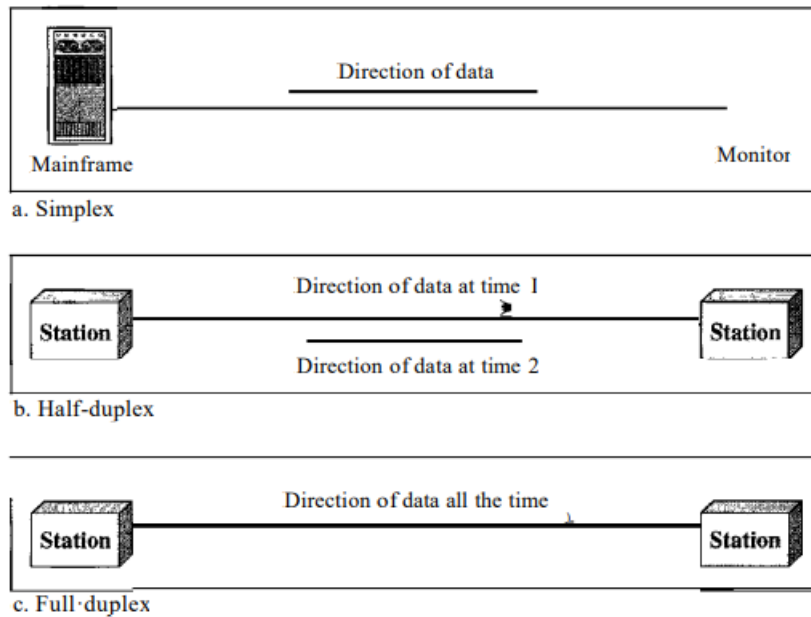 Direction of data
Mainframe
Monitor
a. Simplex
Direction of data at time 1
Station
Station
Direction of data at time 2
b. Half-duplex
Direction of data all the time
Station
Station
c. Full·duplex